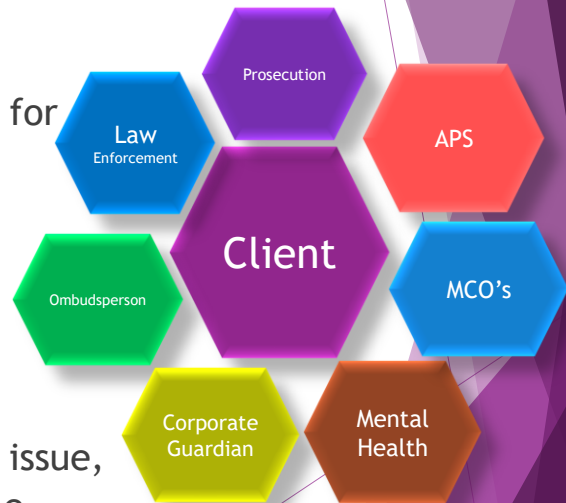 Prosecution
for
Law
Enforcement
APS
Client
Ombudsperson
MCO's
Corporate
Guardian
Mental
Health
issue,